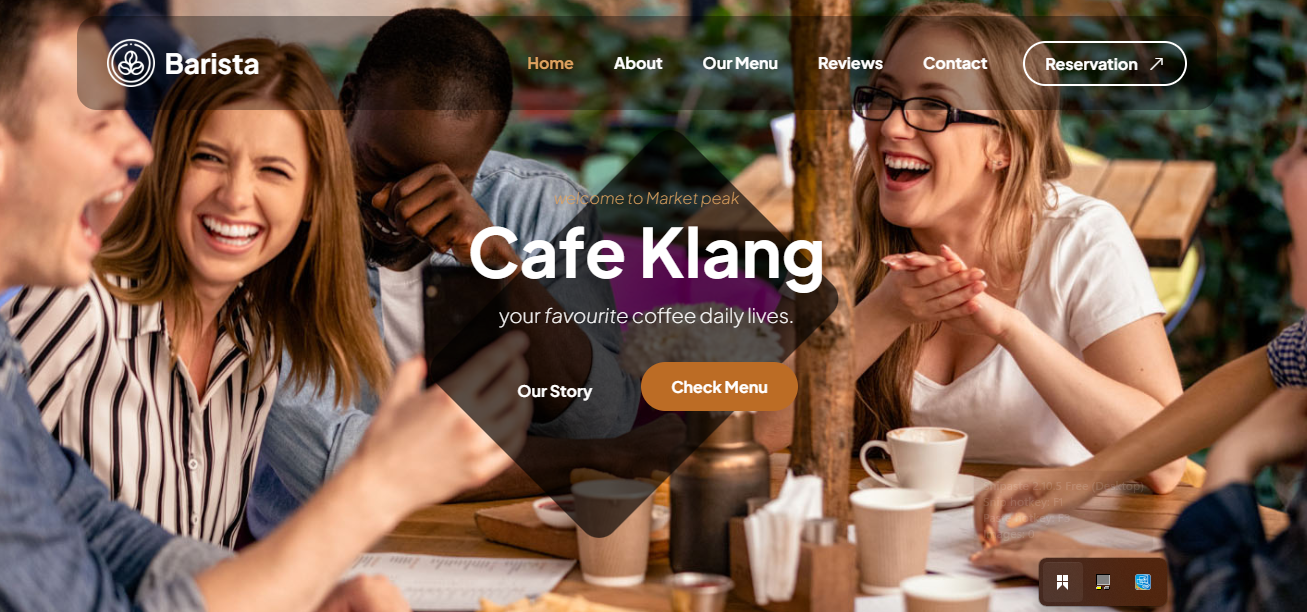 Barista
Home
About
Our Menu
Reviews
Contact
Reservation
welcome to Market peak
Cafe Klang
your favourite coffee daily lives.
Our Story
Check Menu